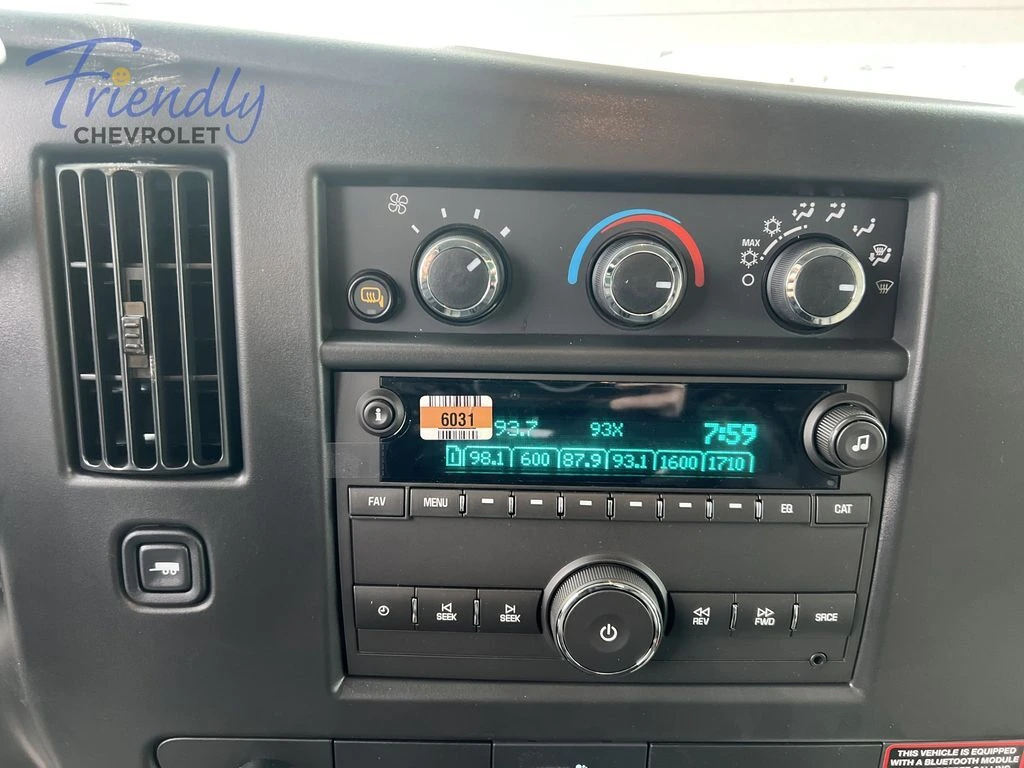 Friendly
CHEVROLET
MAX
6031
93.7 93X 7:59
1 98.1 600 87.9 93.1 1600 1710
FAV MENU EQ CAT
SEEK SEEK REV FWD SRCE
THIS VEHICLE IS EQUIPPED
WITH A BLUETOOTH MODULE